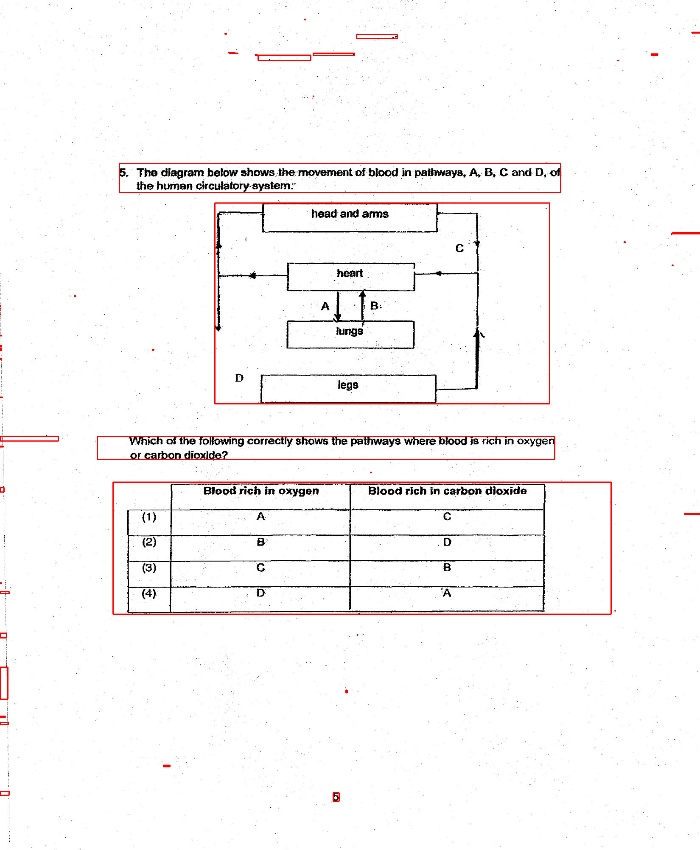 5. The diagram below shows the movement of blood in pathways, A, B, C and D, of
the human circulatory system.
head and arms
C
heart
A B
lungs
D
legs
Which of the following correctly shows the pathways where blood is rich in oxygen
or carbon dioxide?
Blood rich in oxygen Blood rich in carbon dioxide
(1) A C
(2) B D
(3) C B
(4) D A
5